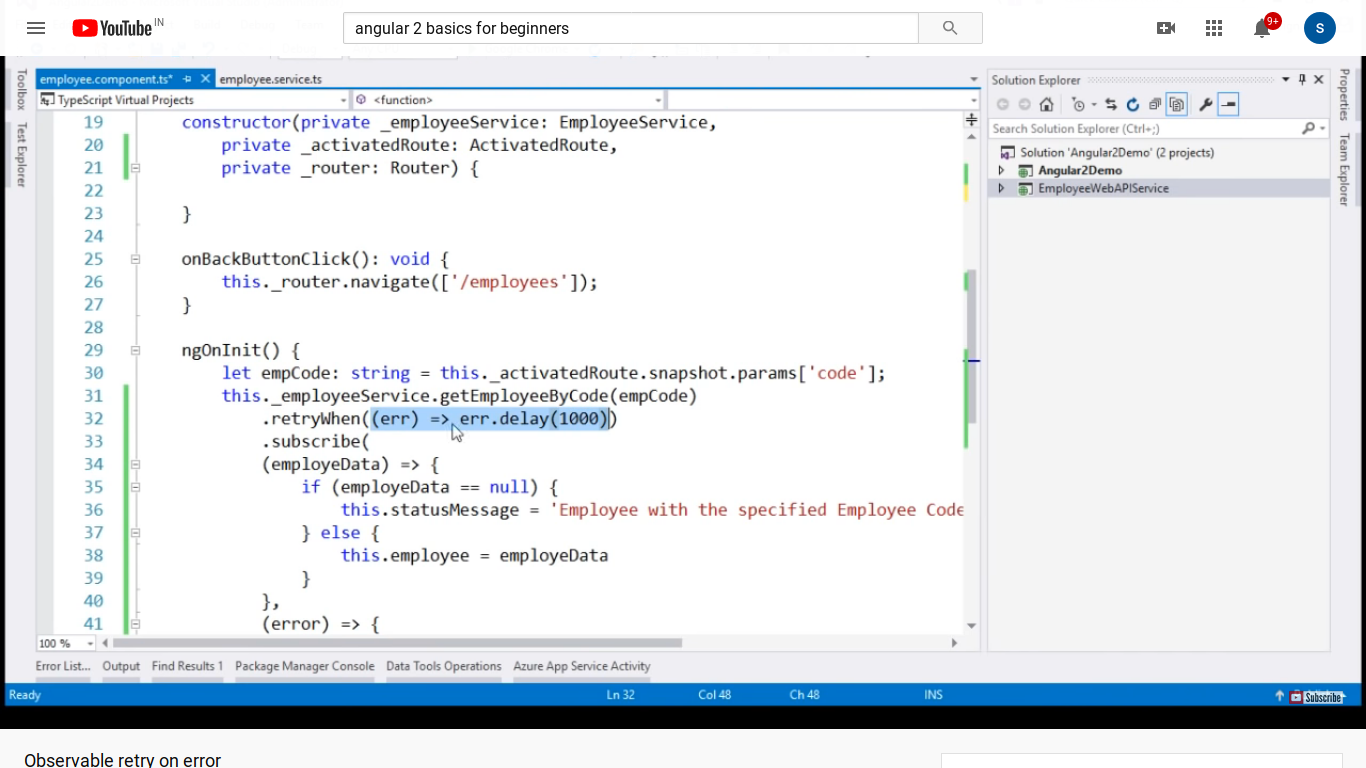 YouTube IN
angular 2 basics for beginners
9+
S
employee.component.ts*
employee.service.ts
TypeScript Virtual Projects
<function>
Toolbox
Test Explorer
19 constructor(private _employeeService: EmployeeService,
20 private _activatedRoute: ActivatedRoute,
21 private _router: Router) {
22
23 }
24
25 onBackButtonClick(): void {
26 this._router.navigate(['/employees']);
27 }
28
29 ngOnInit() {
30 let empCode: string = this._activatedRoute.snapshot.params['code'];
31 this._employeeService.getEmployeeByCode(empCode)
32 .retryWhen((err) => err.delay(1000))
33 .subscribe(
34 (employeData) => {
35 if (employeData == null) {
36 this.statusMessage = 'Employee with the specified Employee Code
37 } else {
38 this.employee = employeData
39 }
40 },
41 (error) => {
100 %
Solution Explorer
Search Solution Explorer (Ctrl+;)
Solution 'Angular2Demo' (2 projects)
Angular2Demo
EmployeeWebAPIService
Properties
Team Explorer
Error List...
Output
Find Results 1
Package Manager Console
Data Tools Operations
Azure App Service Activity
Ready
Ln 32
Col 48
Ch 48
INS
Subscribe
Observable retry on error